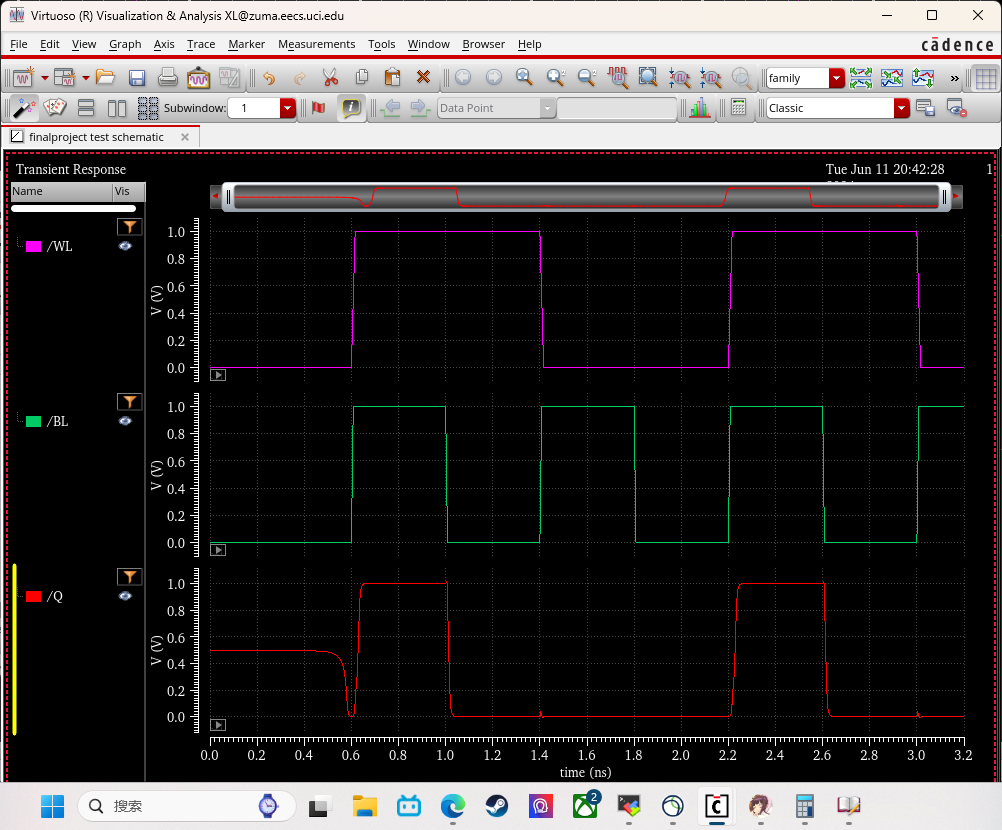 Virtuoso (R) Visualization & Analysis XL@zuma.eecs.uci.edu
File Edit View Graph Axis Trace Marker Measurements Tools Window Browser Help
cādence
family
»
Subwindow: 1
Data Point
Classic
finalproject test schematic
Transient Response
Tue Jun 11 20:42:28
1
Name Vis
/WL
V (V)
1.0
0.8
0.6
0.4
0.2
0.0
/BL
V (V)
1.0
0.8
0.6
0.4
0.2
0.0
/Q
V (V)
1.0
0.8
0.6
0.4
0.2
0.0
0.0 0.2 0.4 0.6 0.8 1.0 1.2 1.4 1.6 1.8 2.0 2.2 2.4 2.6 2.8 3.0 3.2
time (ns)
搜索
2